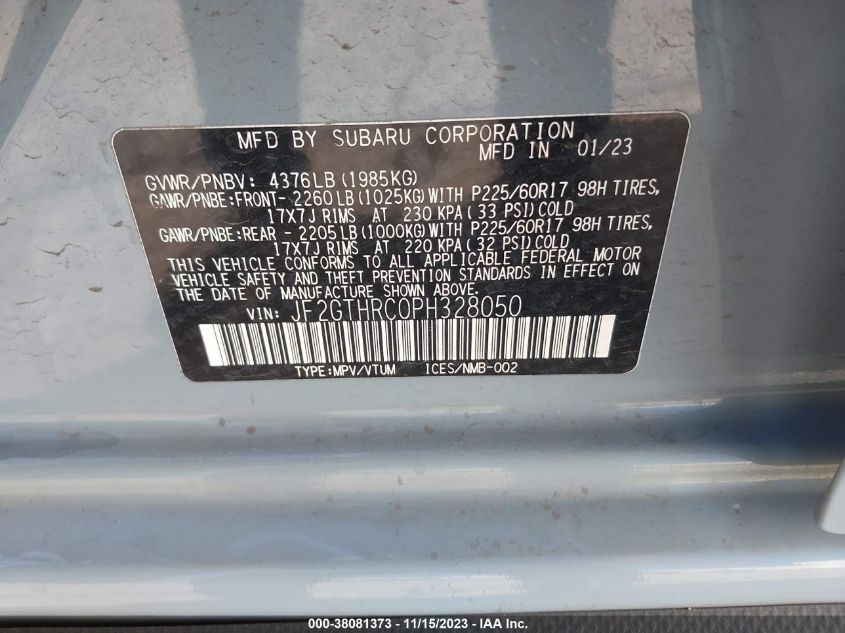 MFD BY SUBARU CORPORATION
MFD IN 01/23
GVWR/PNBV: 4376LB (1985KG)
GAWR/PNBE:FRONT- 2260LB (1025KG) WITH P225/60R17 98H TIRES,
17X7J RIMS AT 230 KPA (33 PSI) COLD
GAWR/PNBE:REAR - 2205LB (1000KG) WITH P225/60R17 98H TIRES,
17X7J RIMS AT 220 KPA (32 PSI) COLD
THIS VEHICLE CONFORMS TO ALL APPLICABLE FEDERAL MOTOR
VEHICLE SAFETY AND THEFT PREVENTION STANDARDS IN EFFECT ON
THE DATE OF MANUFACTURE SHOWN ABOVE.
VIN: JF2GTHRC0PH328050
TYPE:MPV/VTUM ICES/NMB-002
000-38081373 - 11/15/2023 - IAA Inc.